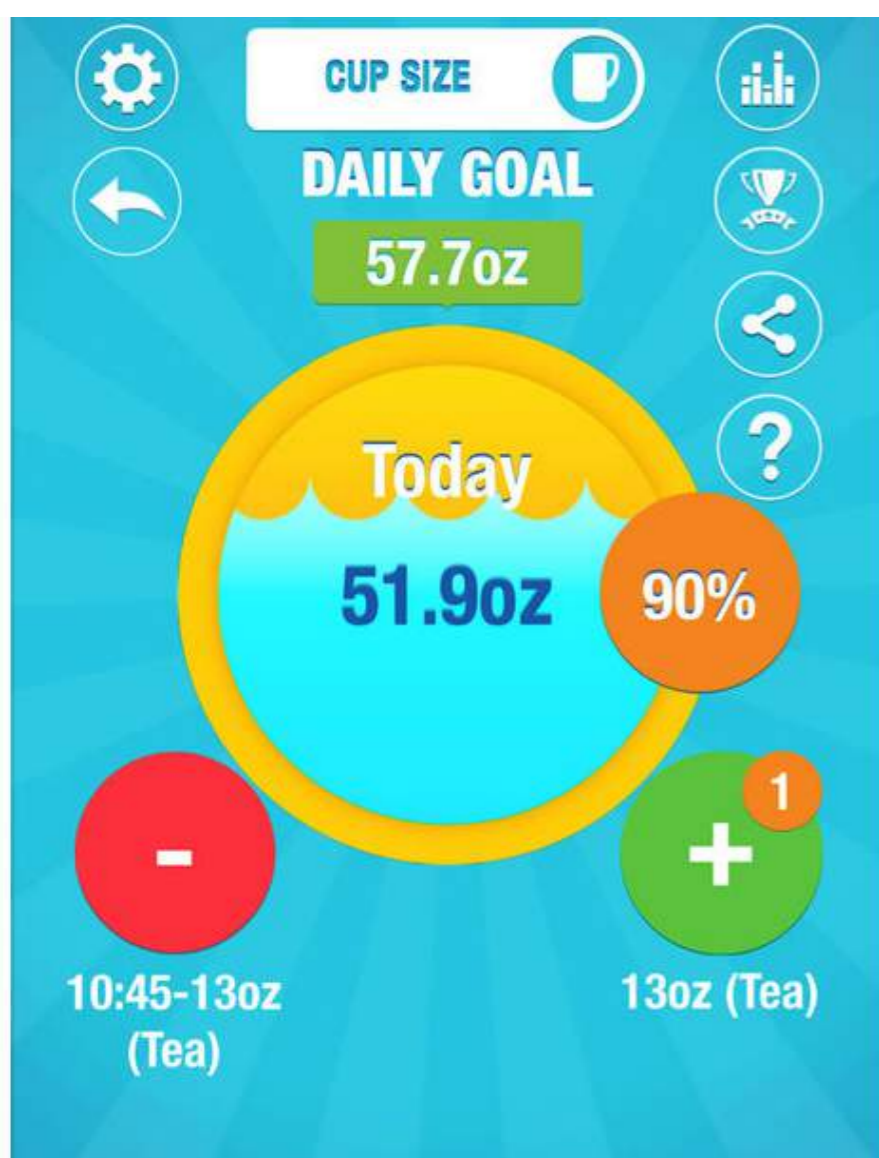 CUP SIZE
DAILY GOAL
57.7oz
Today
51.9oz
90%
-
+
1
10:45-13oz
(Tea)
13oz (Tea)
?